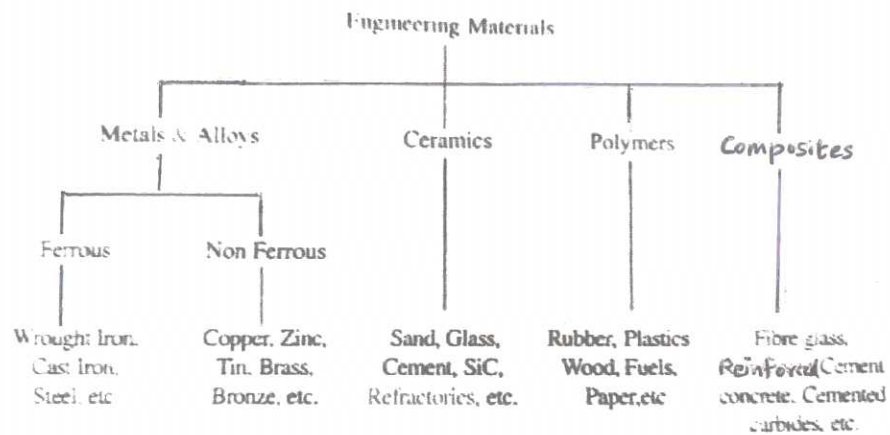 Engineering Materials
Metals & Alloys
Ceramics
Polymers
Composites
Ferrous
Non Ferrous
Wrought Iron,
Cast Iron,
Steel, etc
Copper, Zinc,
Tin, Brass,
Bronze, etc.
Sand, Glass,
Cement, SiC,
Refractories, etc.
Rubber, Plastics
Wood, Fuels,
Paper,etc
Fibre glass,
Reinforced Cement
concrete, Cemented
carbides, etc.